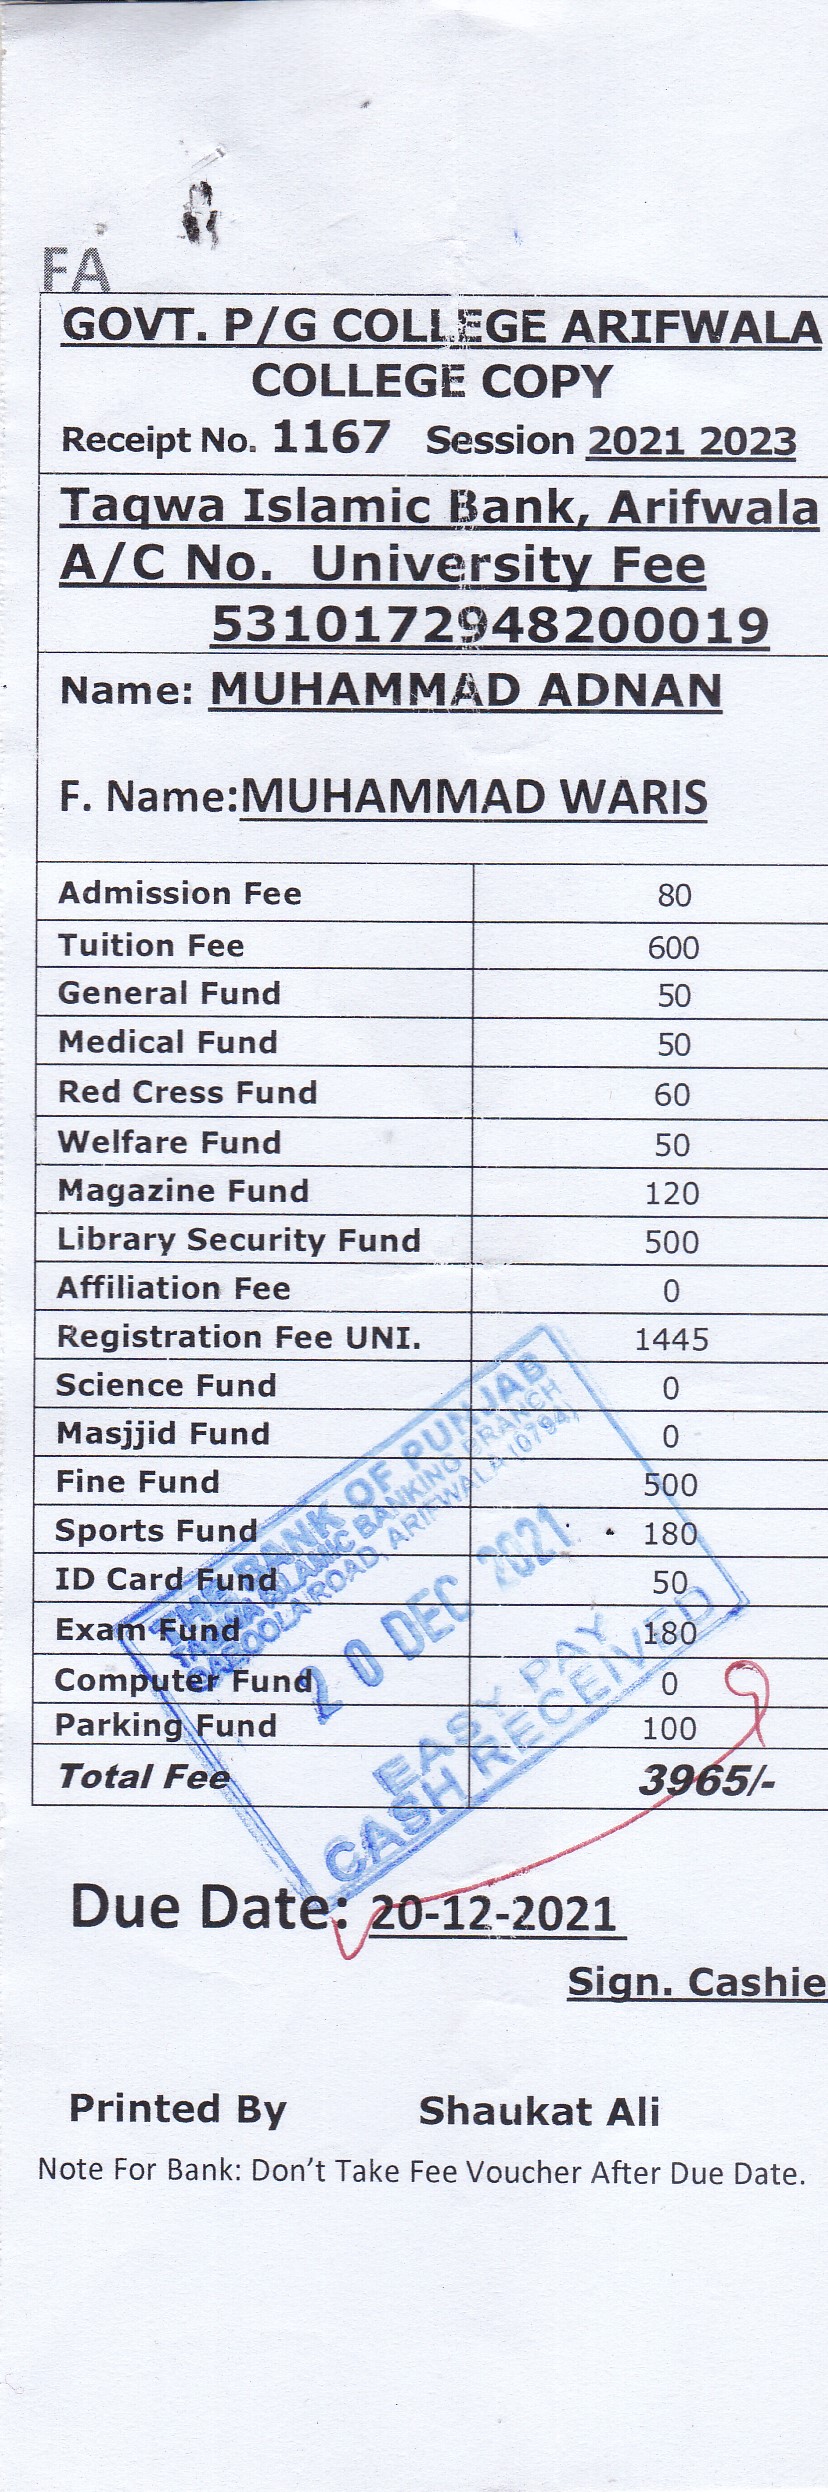 FA
GOVT. P/G COLLEGE ARIFWALA
COLLEGE COPY
Receipt No. 1167 Session 2021 2023
Taqwa Islamic Bank, Arifwala
A/C No. University Fee
5310172948200019
Name: MUHAMMAD ADNAN
F. Name:MUHAMMAD WARIS
Admission Fee 80
Tuition Fee 600
General Fund 50
Medical Fund 50
Red Cress Fund 60
Welfare Fund 50
Magazine Fund 120
Library Security Fund 500
Affiliation Fee 0
Registration Fee UNI. 1445
Science Fund 0
Masjjid Fund 0
Fine Fund 500
Sports Fund 180
ID Card Fund 50
Exam Fund 180
Computer Fund 0
Parking Fund 100
Total Fee 3965/-
THE BANK OF PUNJAB
TAQWA ISLAMIC BANKING BRANCH
QABOOLA ROAD, ARIFWALA (0794)
20 DEC 2021
EASY PAY
CASH RECEIVED
Due Date: 20-12-2021
Sign. Cashie
Printed By Shaukat Ali
Note For Bank: Don't Take Fee Voucher After Due Date.